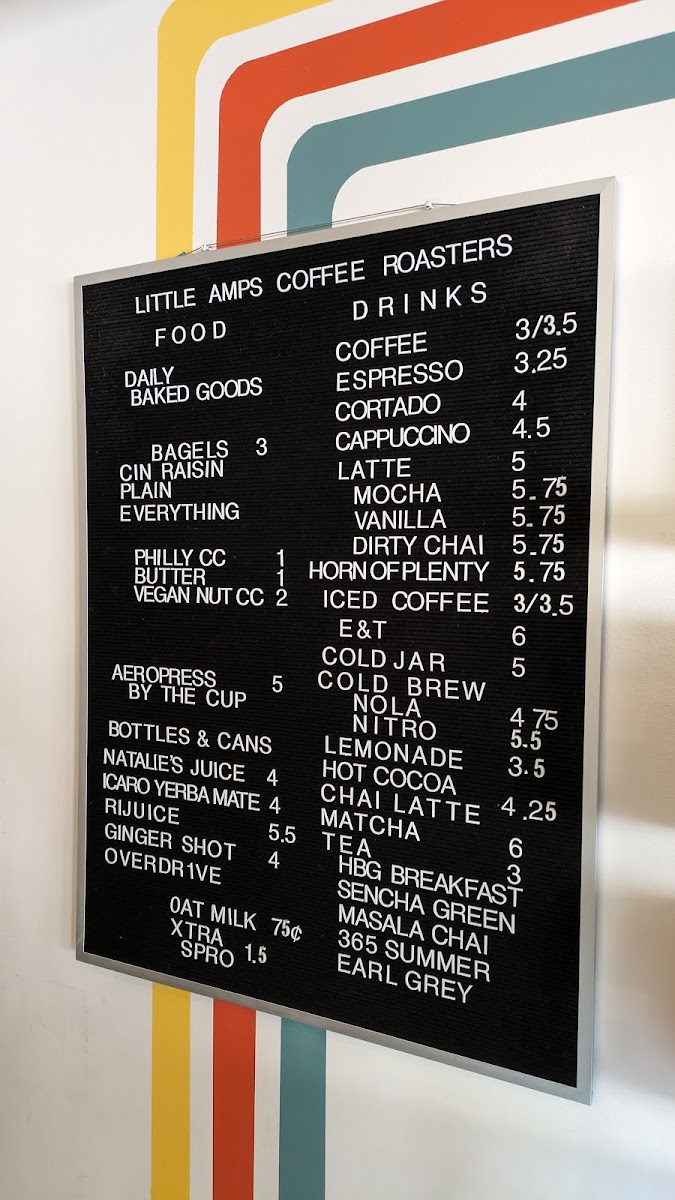 LITTLE AMPS COFFEE ROASTERS
FOOD
DAILY
BAKED GOODS
BAGELS 3
CIN RAISIN
PLAIN
EVERYTHING
PHILLY CC 1
BUTTER 1
VEGAN NUT CC 2
AEROPRESS 5
BY THE CUP
BOTTLES & CANS
NATALIE'S JUICE 4
ICARO YERBA MATE 4
RIJUICE
GINGER SHOT 5.5
OVERDR1VE 4
OAT MILK 75¢
XTRA
SPRO 1.5
DRINKS
COFFEE 3/3.5
ESPRESSO 3.25
CORTADO 4
CAPPUCCINO 4.5
LATTE 5
MOCHA 5.75
VANILLA 5.75
DIRTY CHAI 5.75
HORN OF PLENTY 5.75
ICED COFFEE 3/3.5
E&T 6
COLD JAR 5
COLD BREW
NOLA 4 75
NITRO 5.5
LEMONADE 3.5
HOT COCOA
CHAI LATTE 4.25
MATCHA 6
TEA 3
HBG BREAKFAST
SENCHA GREEN
MASALA CHAI
365 SUMMER
EARL GREY